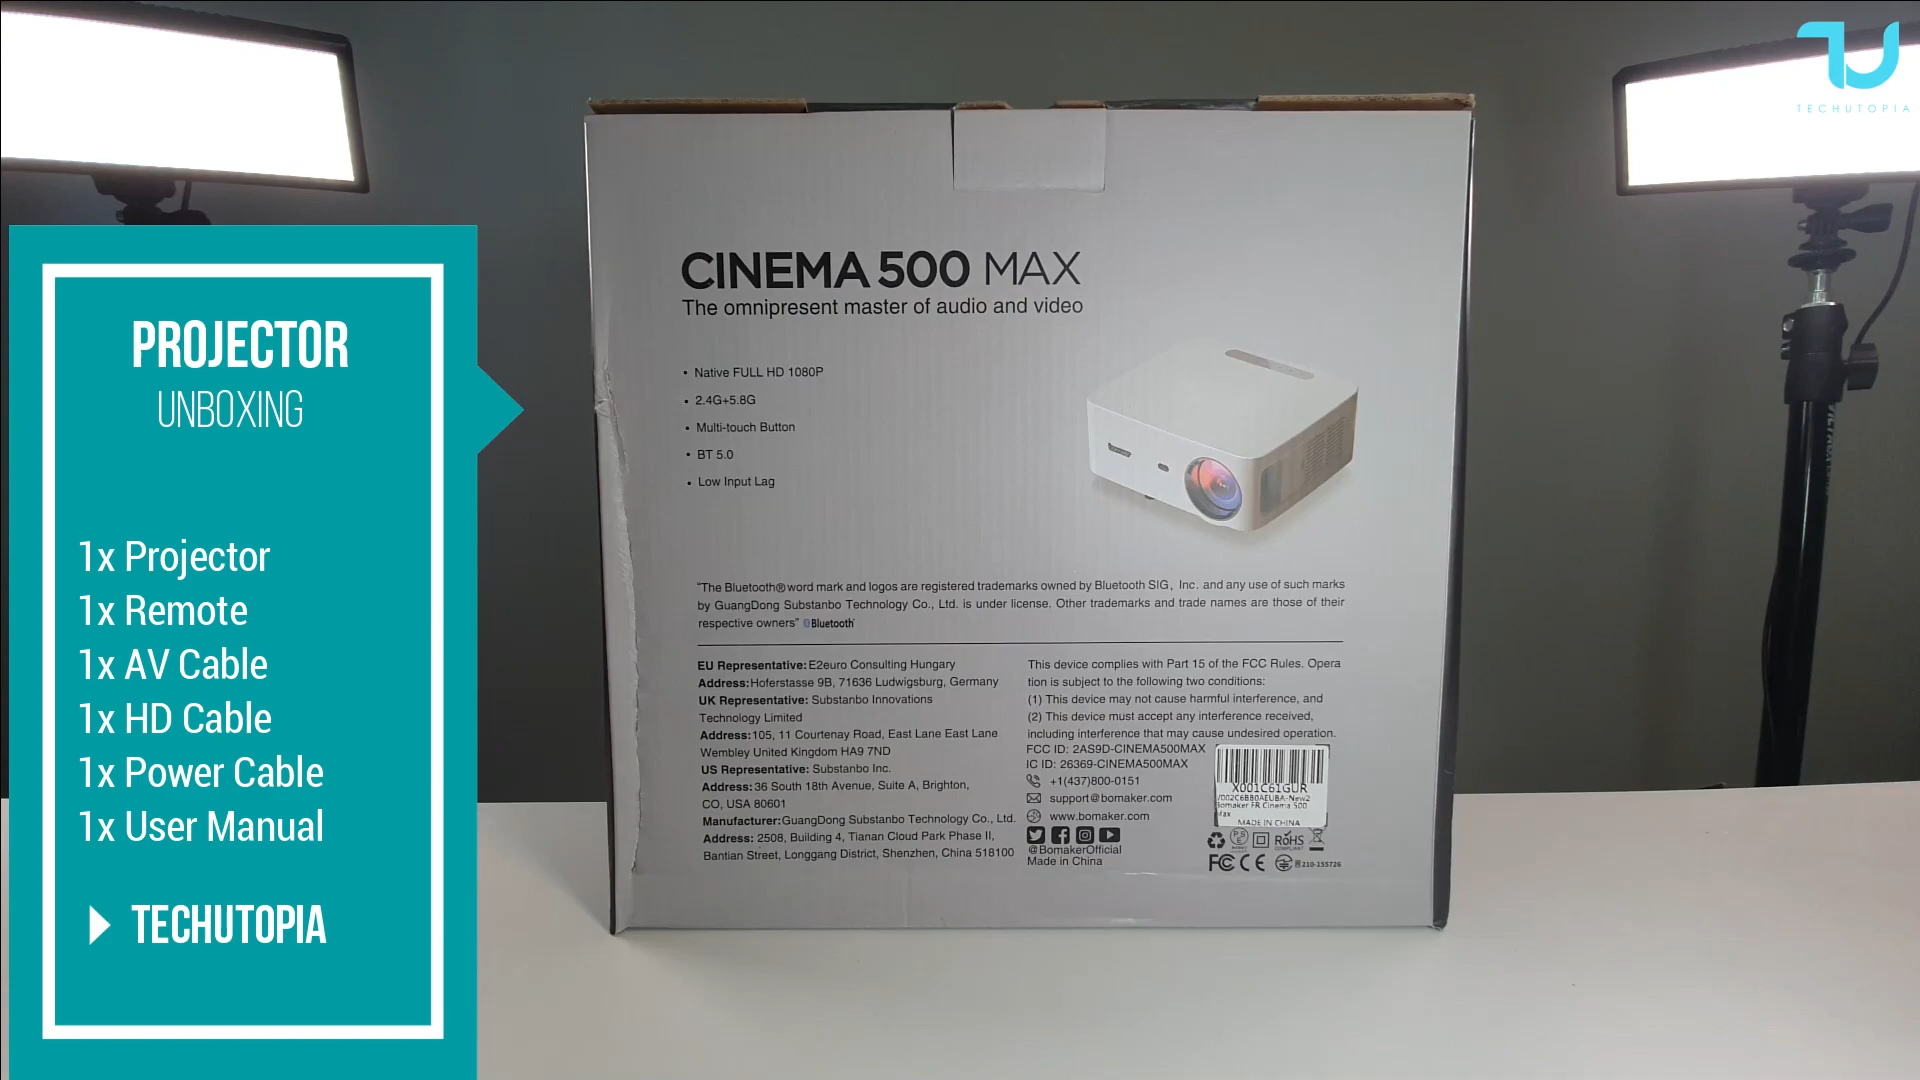 TECHUTOPIA
PROJECTOR
UNBOXING
1x Projector
1x Remote
1x AV Cable
1x HD Cable
1x Power Cable
1x User Manual
TECHUTOPIA
CINEMA 500 MAX
The omnipresent master of audio and video
• Native FULL HD 1080P
• 2.4G+5.8G
• Multi-touch Button
• BT 5.0
• Low Input Lag
"The Bluetooth® word mark and logos are registered trademarks owned by Bluetooth SIG, Inc. and any use of such marks
by GuangDong Substanbo Technology Co., Ltd. is under license. Other trademarks and trade names are those of their
respective owners" Bluetooth
EU Representative: E2euro Consulting Hungary
Address: Hoferstasse 9B, 71636 Ludwigsburg, Germany
UK Representative: Substanbo Innovations
Technology Limited
Address: 105, 11 Courtenay Road, East Lane East Lane
Wembley United Kingdom HA9 7ND
US Representative: Substanbo Inc.
Address: 36 South 18th Avenue, Suite A, Brighton,
CO, USA 80601
Manufacturer: GuangDong Substanbo Technology Co., Ltd.
Address: 2508, Building 4, Tianan Cloud Park Phase II,
Bantian Street, Longgang District, Shenzhen, China 518100
This device complies with Part 15 of the FCC Rules. Opera
tion is subject to the following two conditions:
(1) This device may not cause harmful interference, and
(2) This device must accept any interference received,
including interference that may cause undesired operation.
FCC ID: 2AS9D-CINEMA500MAX
IC ID: 26369-CINEMA500MAX
+1(437)800-0151
support@bomaker.com
www.bomaker.com
@BomakerOfficial
Made in China
X001C61GUR
Bomaker FR Cinema 500
Max
MADE IN CHINA
RoHS
FC CE 210-155726